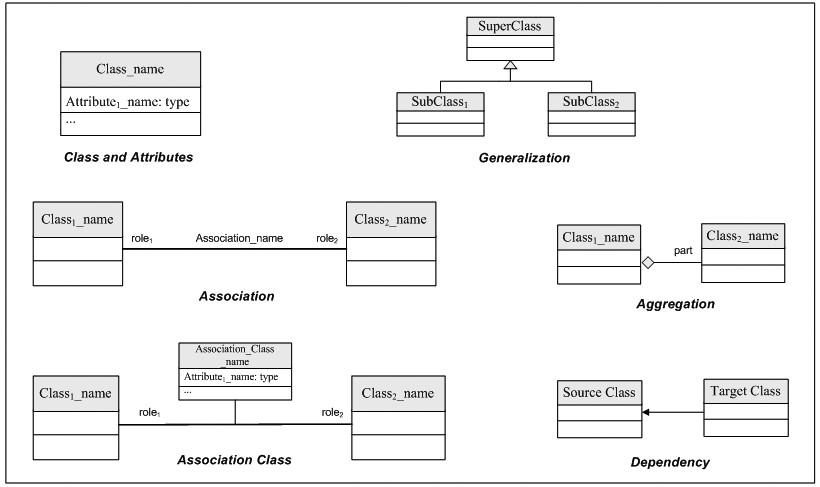 Class_name
Attribute₁_name: type
...
Class and Attributes
SuperClass
SubClass₁
SubClass₂
Generalization
Class₁_name
role₁
Association_name
role₂
Class₂_name
Association
Class₁_name
part
Class₂_name
Aggregation
Association_Class
_name
Attribute₁_name: type
...
Class₁_name
role₁
role₂
Class₂_name
Association Class
Source Class
Target Class
Dependency